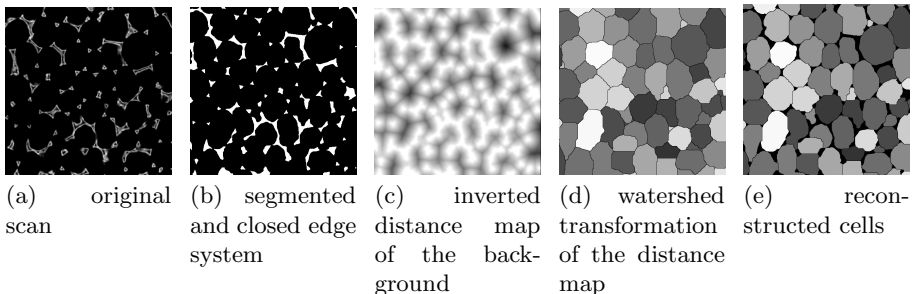 (a) original
scan
(b) segmented
and closed edge
system
(c) inverted
distance map
of the back-
ground
(d) watershed
transformation
of the distance
map
(e) recon-
structed cells